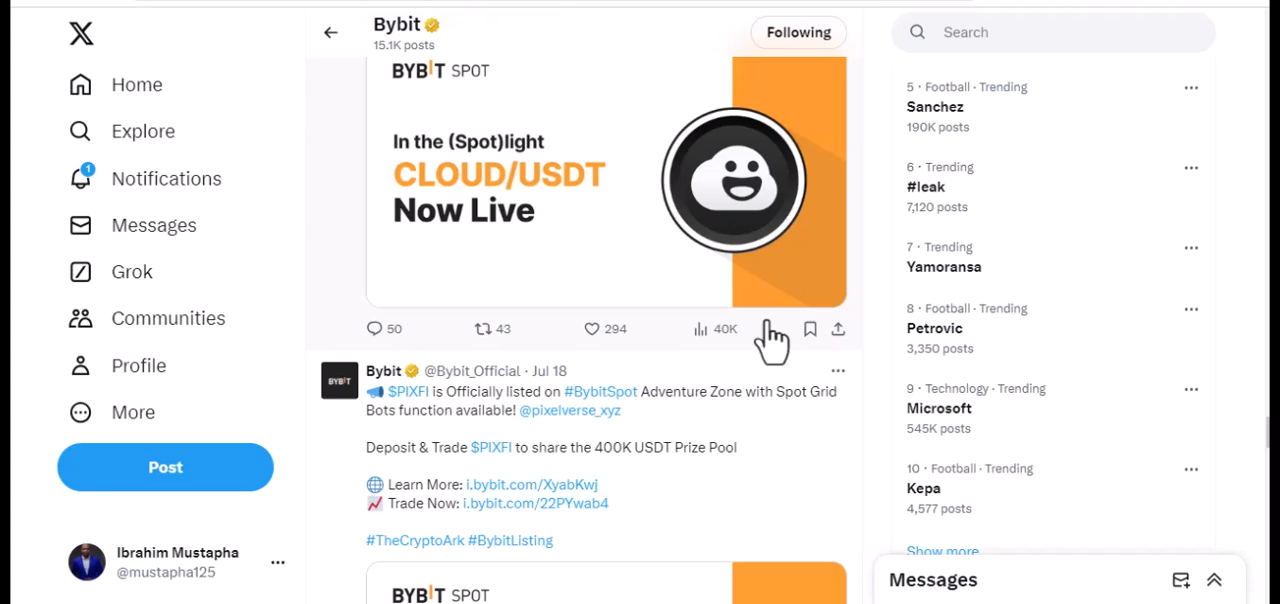 Home
Explore
1
Notifications
Messages
Grok
Communities
Profile
More
Post
Ibrahim Mustapha
@mustapha125
Bybit
15.1K posts
Following
BYBIT SPOT
In the (Spot)light
CLOUD/USDT
Now Live
50 43 294 40K
BYBIT
Bybit @Bybit_Official · Jul 18
$PIXFI is Officially listed on #BybitSpot Adventure Zone with Spot Grid
Bots function available! @pixelverse_xyz
Deposit & Trade $PIXFI to share the 400K USDT Prize Pool
Learn More: i.bybit.com/XyabKwj
Trade Now: i.bybit.com/22PYwab4
#TheCryptoArk #BybitListing
BYBIT SPOT
Search
5 · Football · Trending
Sanchez
190K posts
6 · Trending
#leak
7,120 posts
7 · Trending
Yamoransa
8 · Football · Trending
Petrovic
3,350 posts
9 · Technology · Trending
Microsoft
545K posts
10 · Football · Trending
Kepa
4,577 posts
Show more
Messages